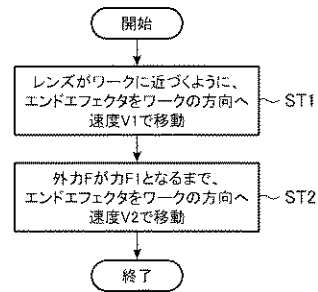 開始
レンズがワークに近づくように、
エンドエフェクタをワークの方向へ
速度V1で移動
ST1
外力Fが力F1となるまで、
エンドエフェクタをワークの方向へ
速度V2で移動
ST2
終了